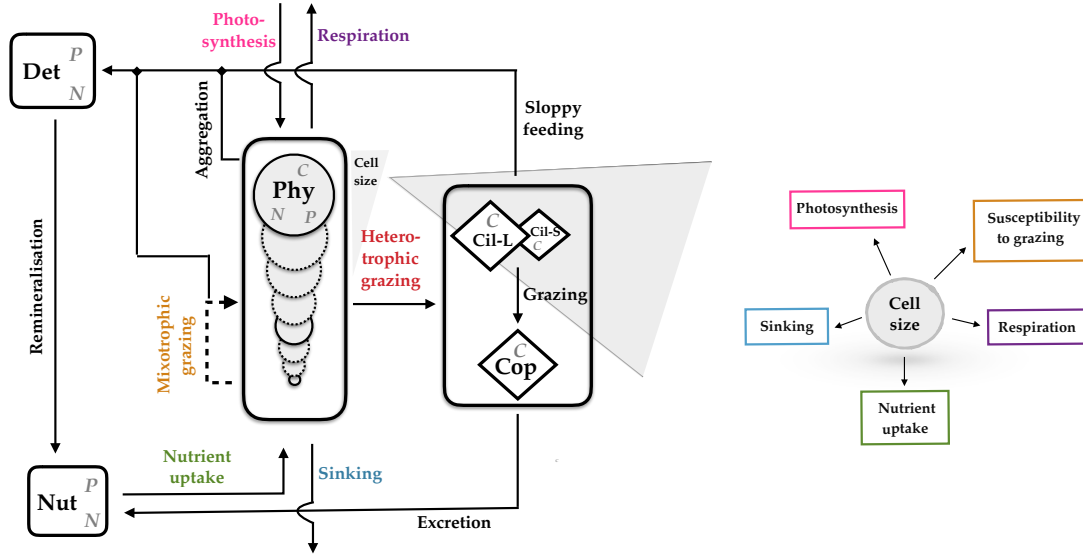 Photo-
synthesis
Respiration
Det
P
N
Aggregation
Sloppy
feeding
Cell
size
Phy
C
N
P
Remineralisation
Hetero-
trophic
grazing
C
Cil-L
Cil-S
C
Grazing
C
Cop
Mixotrophic
grazing
Nutrient
uptake
Sinking
Nut
P
N
Excretion
Photosynthesis
Susceptibility
to grazing
Cell
size
Sinking
Respiration
Nutrient
uptake